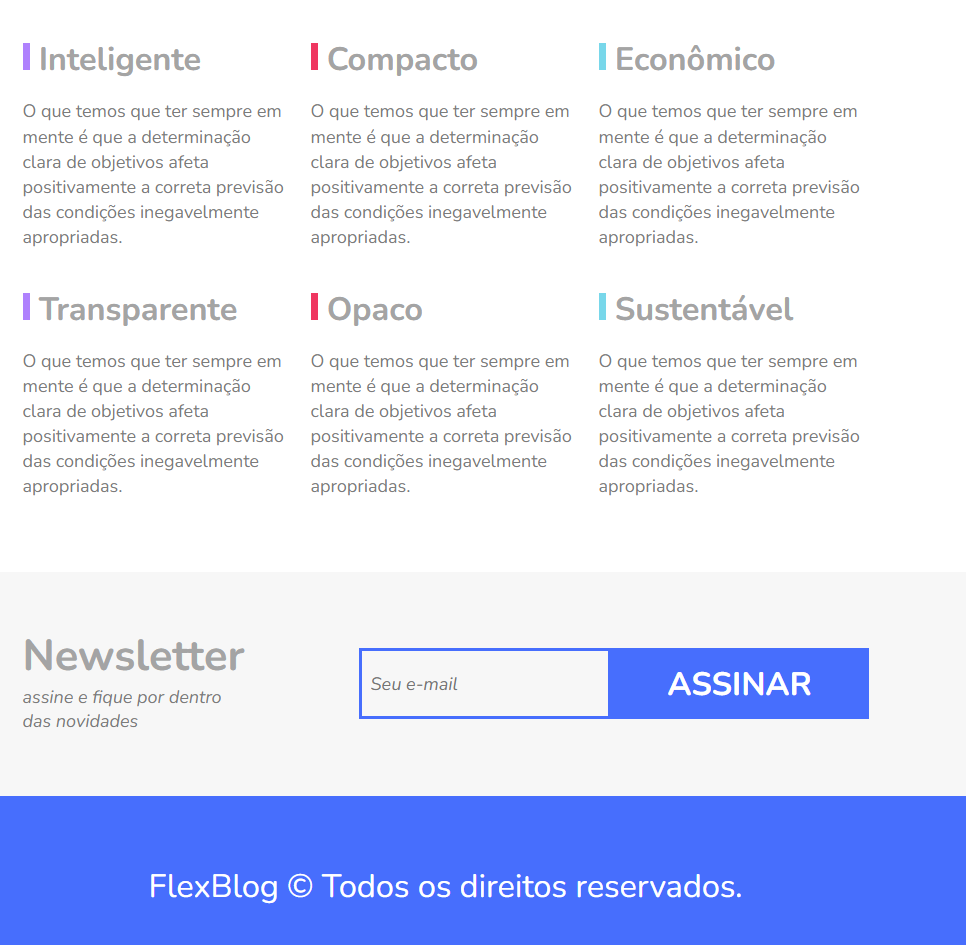 Inteligente
O que temos que ter sempre em
mente é que a determinação
clara de objetivos afeta
positivamente a correta previsão
das condições inegavelmente
apropriadas.
Compacto
O que temos que ter sempre em
mente é que a determinação
clara de objetivos afeta
positivamente a correta previsão
das condições inegavelmente
apropriadas.
Econômico
O que temos que ter sempre em
mente é que a determinação
clara de objetivos afeta
positivamente a correta previsão
das condições inegavelmente
apropriadas.
Transparente
O que temos que ter sempre em
mente é que a determinação
clara de objetivos afeta
positivamente a correta previsão
das condições inegavelmente
apropriadas.
Opaco
O que temos que ter sempre em
mente é que a determinação
clara de objetivos afeta
positivamente a correta previsão
das condições inegavelmente
apropriadas.
Sustentável
O que temos que ter sempre em
mente é que a determinação
clara de objetivos afeta
positivamente a correta previsão
das condições inegavelmente
apropriadas.
Newsletter
assine e fique por dentro
das novidades
Seu e-mail
ASSINAR
FlexBlog © Todos os direitos reservados.